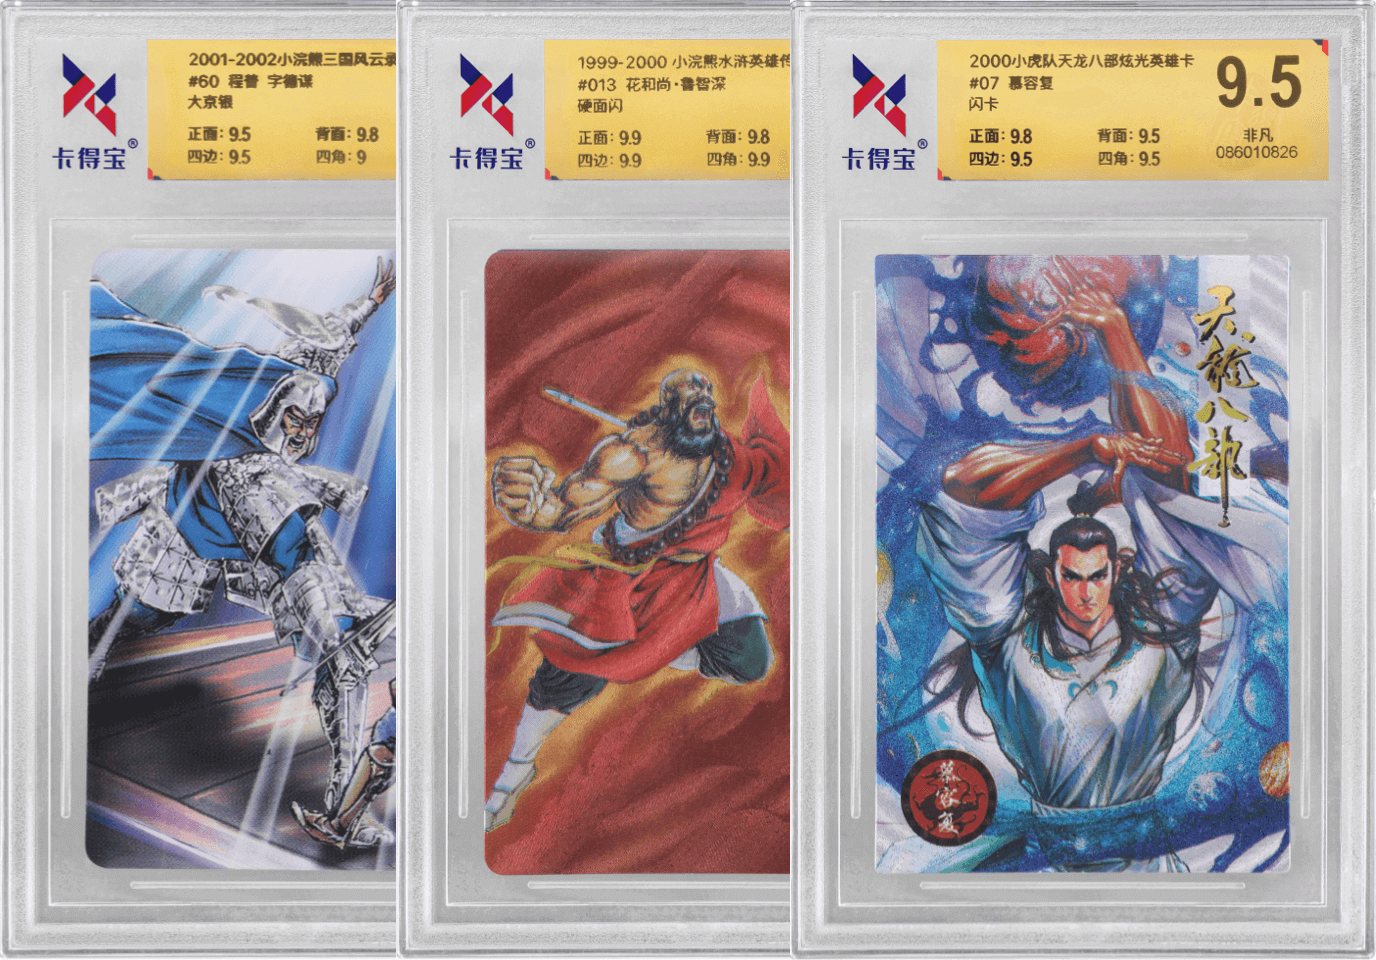 2001-2002小浣熊三国风云录
#60 程普 字德谋
大京银
正面: 9.5 背面: 9.8
四边: 9.5 四角: 9
卡得宝®
1999-2000 小浣熊水浒英雄传
#013 花和尚·鲁智深
硬面闪
正面: 9.9 背面: 9.8
四边: 9.9 四角: 9.9
卡得宝®
2000小虎队天龙八部炫光英雄卡
#07 慕容复
闪卡
正面: 9.8 背面: 9.5
四边: 9.5 四角: 9.5
9.5
非凡
086010826
卡得宝®
天龍八部
慕容复